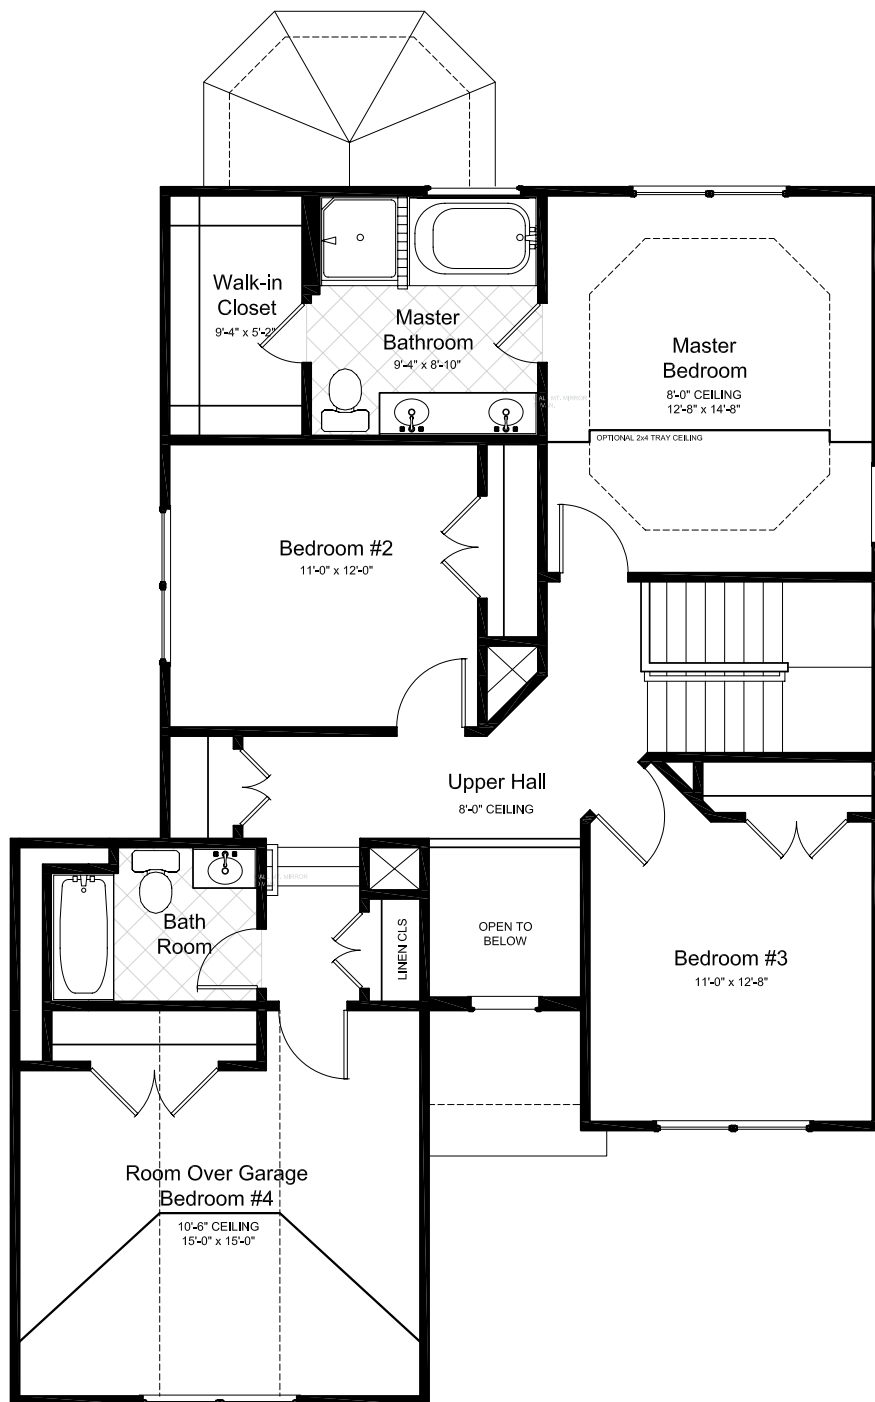 Walk-in
Closet
9'-4" x 5'-2"
Master
Bathroom
9'-4" x 8'-10"
Master
Bedroom
8'-0" CEILING
12'-8" x 14'-8"
OPTIONAL 2x4 TRAY CEILING
Bedroom #2
11'-0" x 12'-0"
Upper Hall
8'-0" CEILING
Bath
Room
LINEN CLS
OPEN TO
BELOW
Bedroom #3
11'-0" x 12'-8"
Room Over Garage
Bedroom #4
10'-6" CEILING
15'-0" x 15'-0"